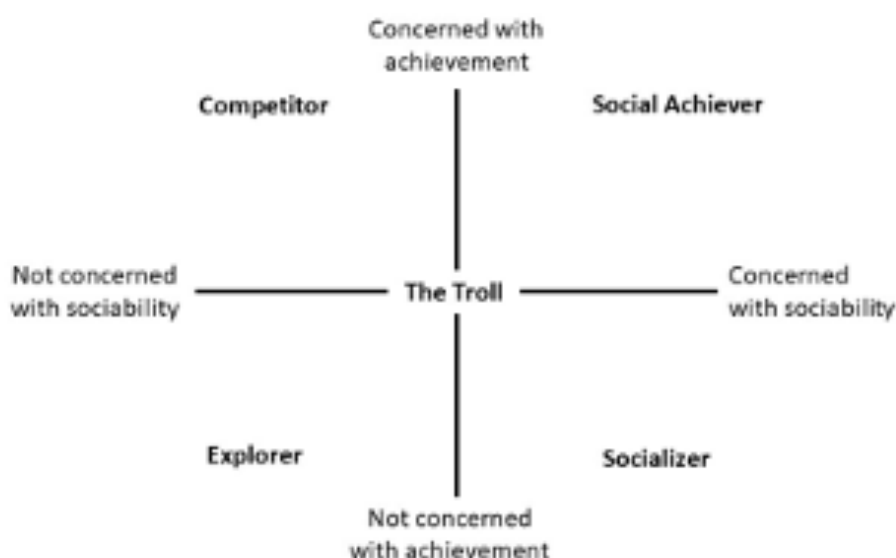 Concerned with
achievement
Competitor
Social Achiever
Not concerned
with sociability
The Troll
Concerned
with sociability
Explorer
Socializer
Not concerned
with achievement